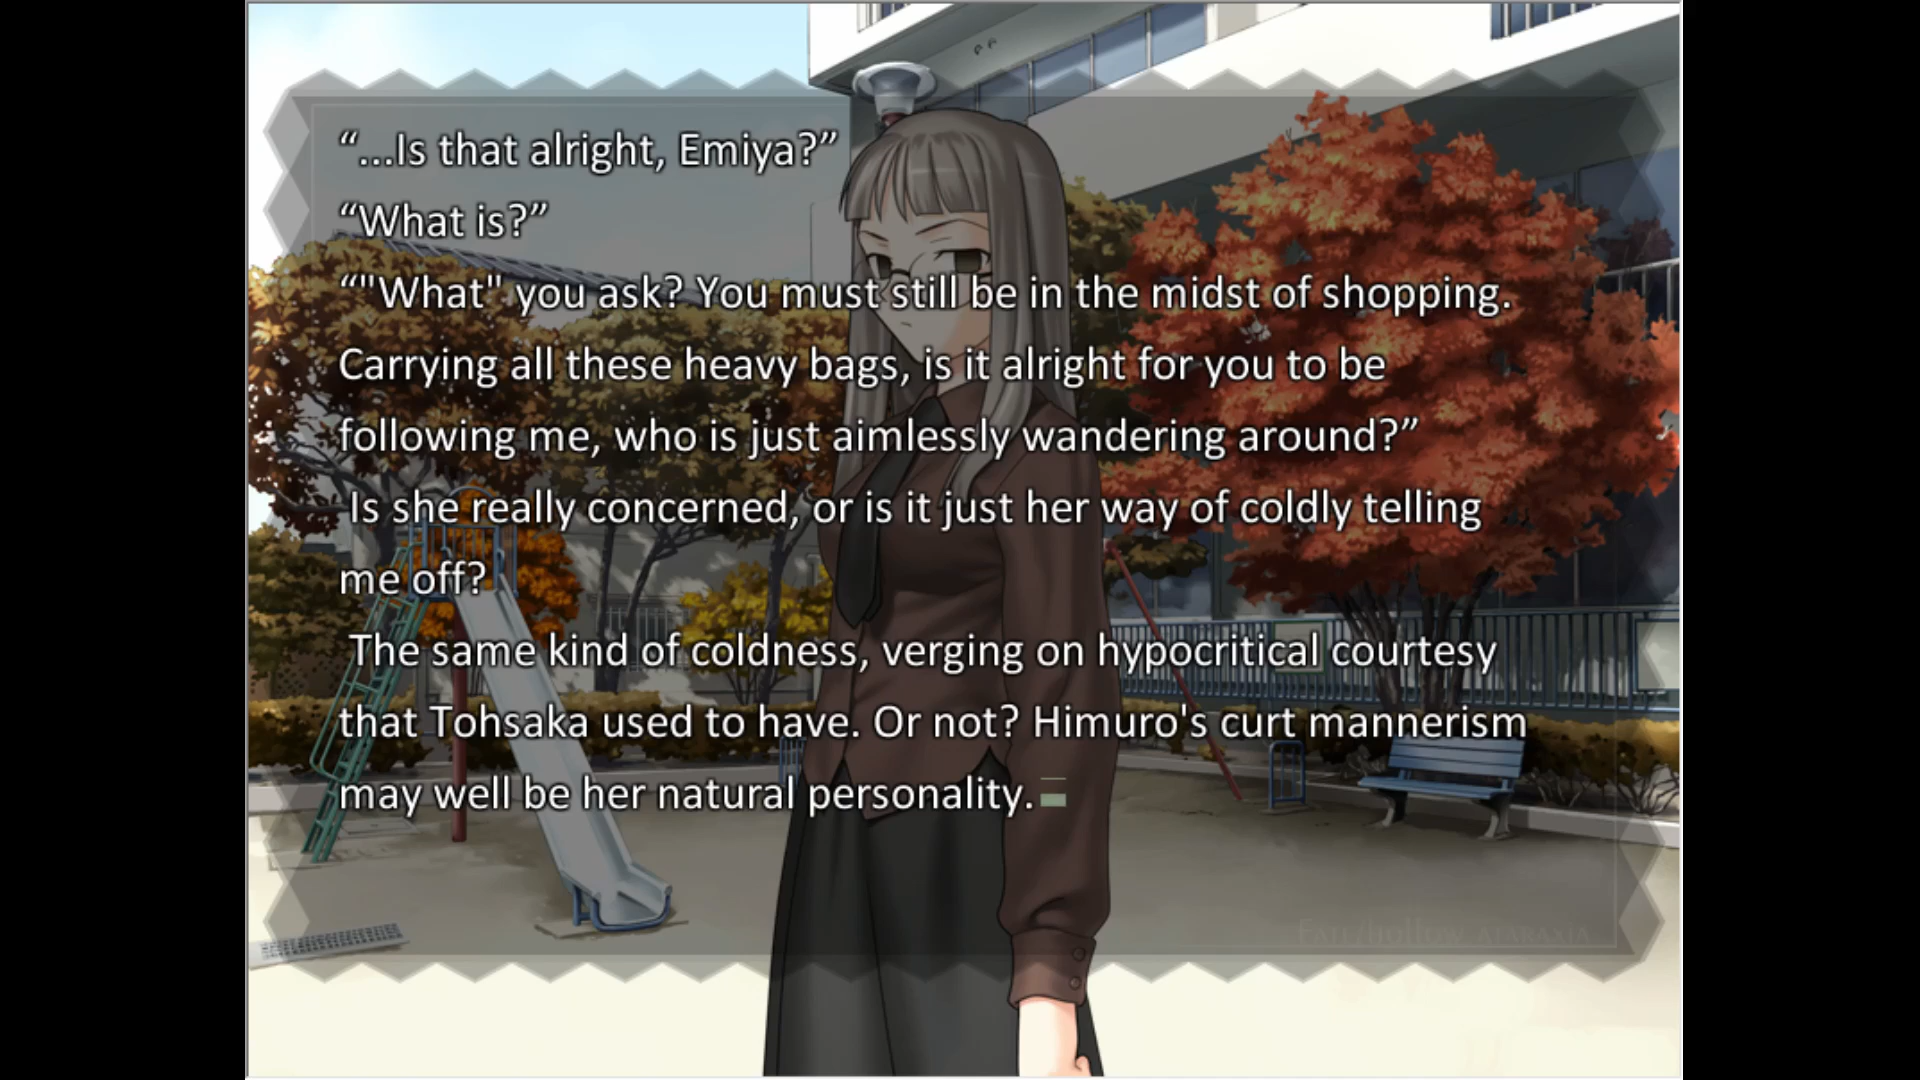 “...Is that alright, Emiya?”
“What is?”
“"What" you ask? You must still be in the midst of shopping.
Carrying all these heavy bags, is it alright for you to be
following me, who is just aimlessly wandering around?”
Is she really concerned, or is it just her way of coldly telling
me off?
The same kind of coldness, verging on hypocritical courtesy
that Tohsaka used to have. Or not? Himuro's curt mannerism
may well be her natural personality.
Fate/hollow ataraxia